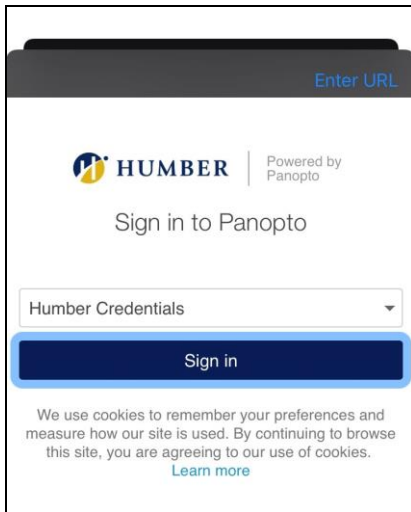 Enter URL
HUMBER
Powered by
Panopto
Sign in to Panopto
Humber Credentials
Sign in
We use cookies to remember your preferences and
measure how our site is used. By continuing to browse
this site, you are agreeing to our use of cookies.
Learn more